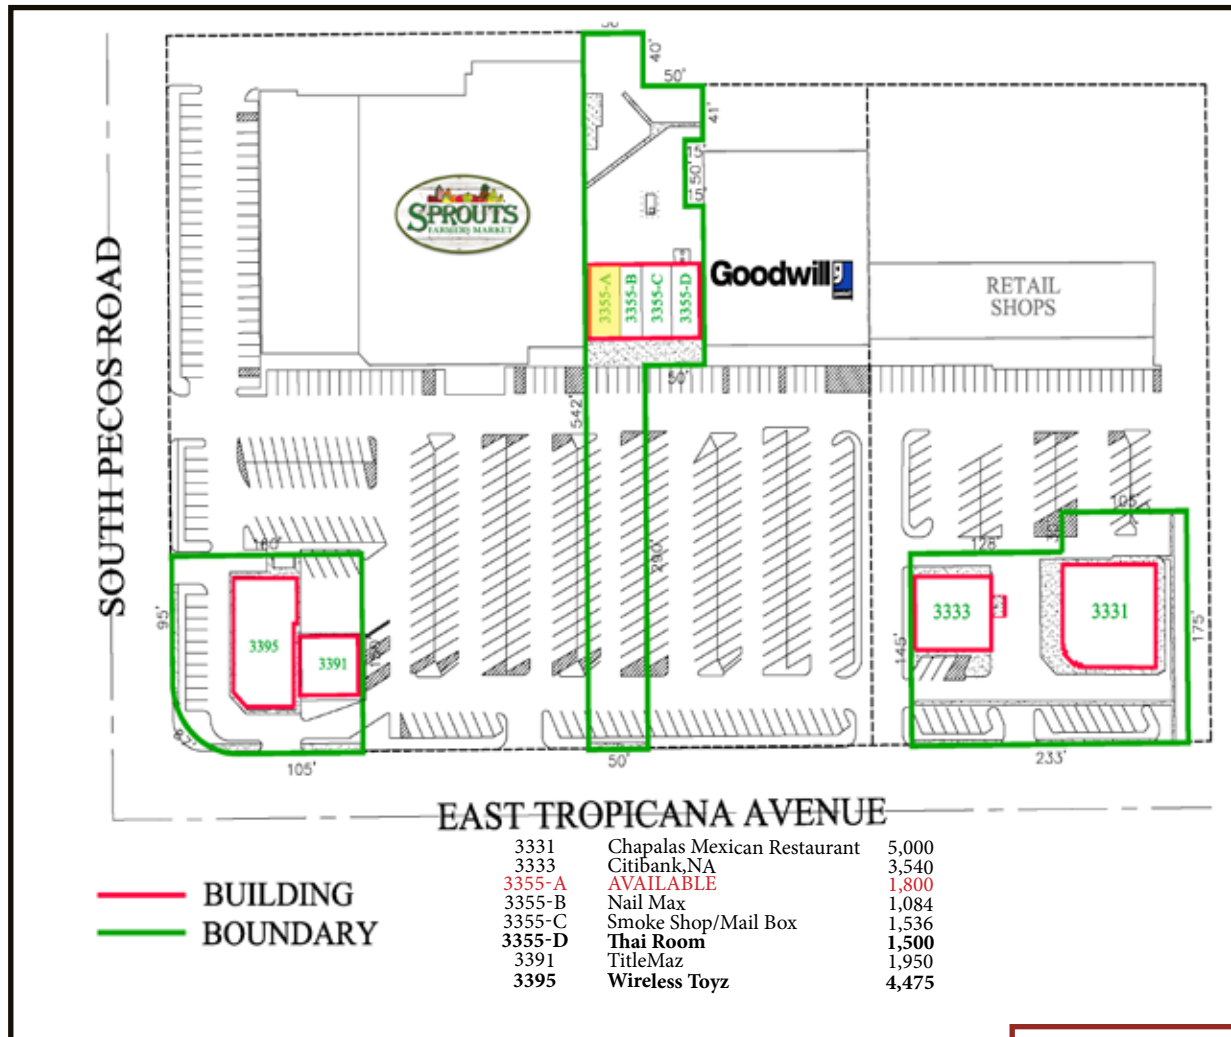 40'
50'
41'
15'
50'
15'
SPROUTS
FARMERS MARKET
3355-A
3355-B
3355-C
3355-D
Goodwill
RETAIL
SHOPS
SOUTH PECOS ROAD
50'
542'
290'
105'
128'
160'
95'
3395
3391
3333
3331
145'
175'
87'
105'
50'
233'
EAST TROPICANA AVENUE
3331 Chapalas Mexican Restaurant 5,000
3333 Citibank,NA 3,540
3355-A AVAILABLE 1,800
3355-B Nail Max 1,084
3355-C Smoke Shop/Mail Box 1,536
3355-D Thai Room 1,500
3391 TitleMaz 1,950
3395 Wireless Toyz 4,475
BUILDING
BOUNDARY